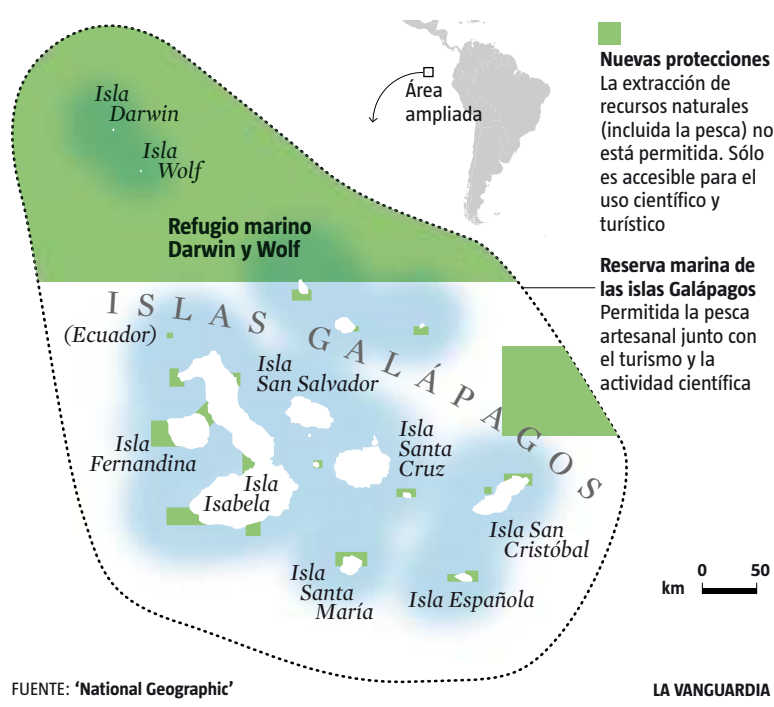 Isla
Darwin
Isla
Wolf
Refugio marino
Darwin y Wolf
Área
ampliada
Nuevas protecciones
La extracción de
recursos naturales
(incluida la pesca) no
está permitida. Sólo
es accesible para el
uso científico y
turístico
Reserva marina de
las islas Galápagos
Permitida la pesca
artesanal junto con
el turismo y la
actividad científica
ISLAS GALÁPAGOS
(Ecuador)
Isla
San Salvador
Isla
Fernandina
Isla
Isabela
Isla
Santa
Cruz
Isla San
Cristóbal
Isla
Santa
María
Isla Española
0 50
km
FUENTE: ‘National Geographic’
LA VANGUARDIA